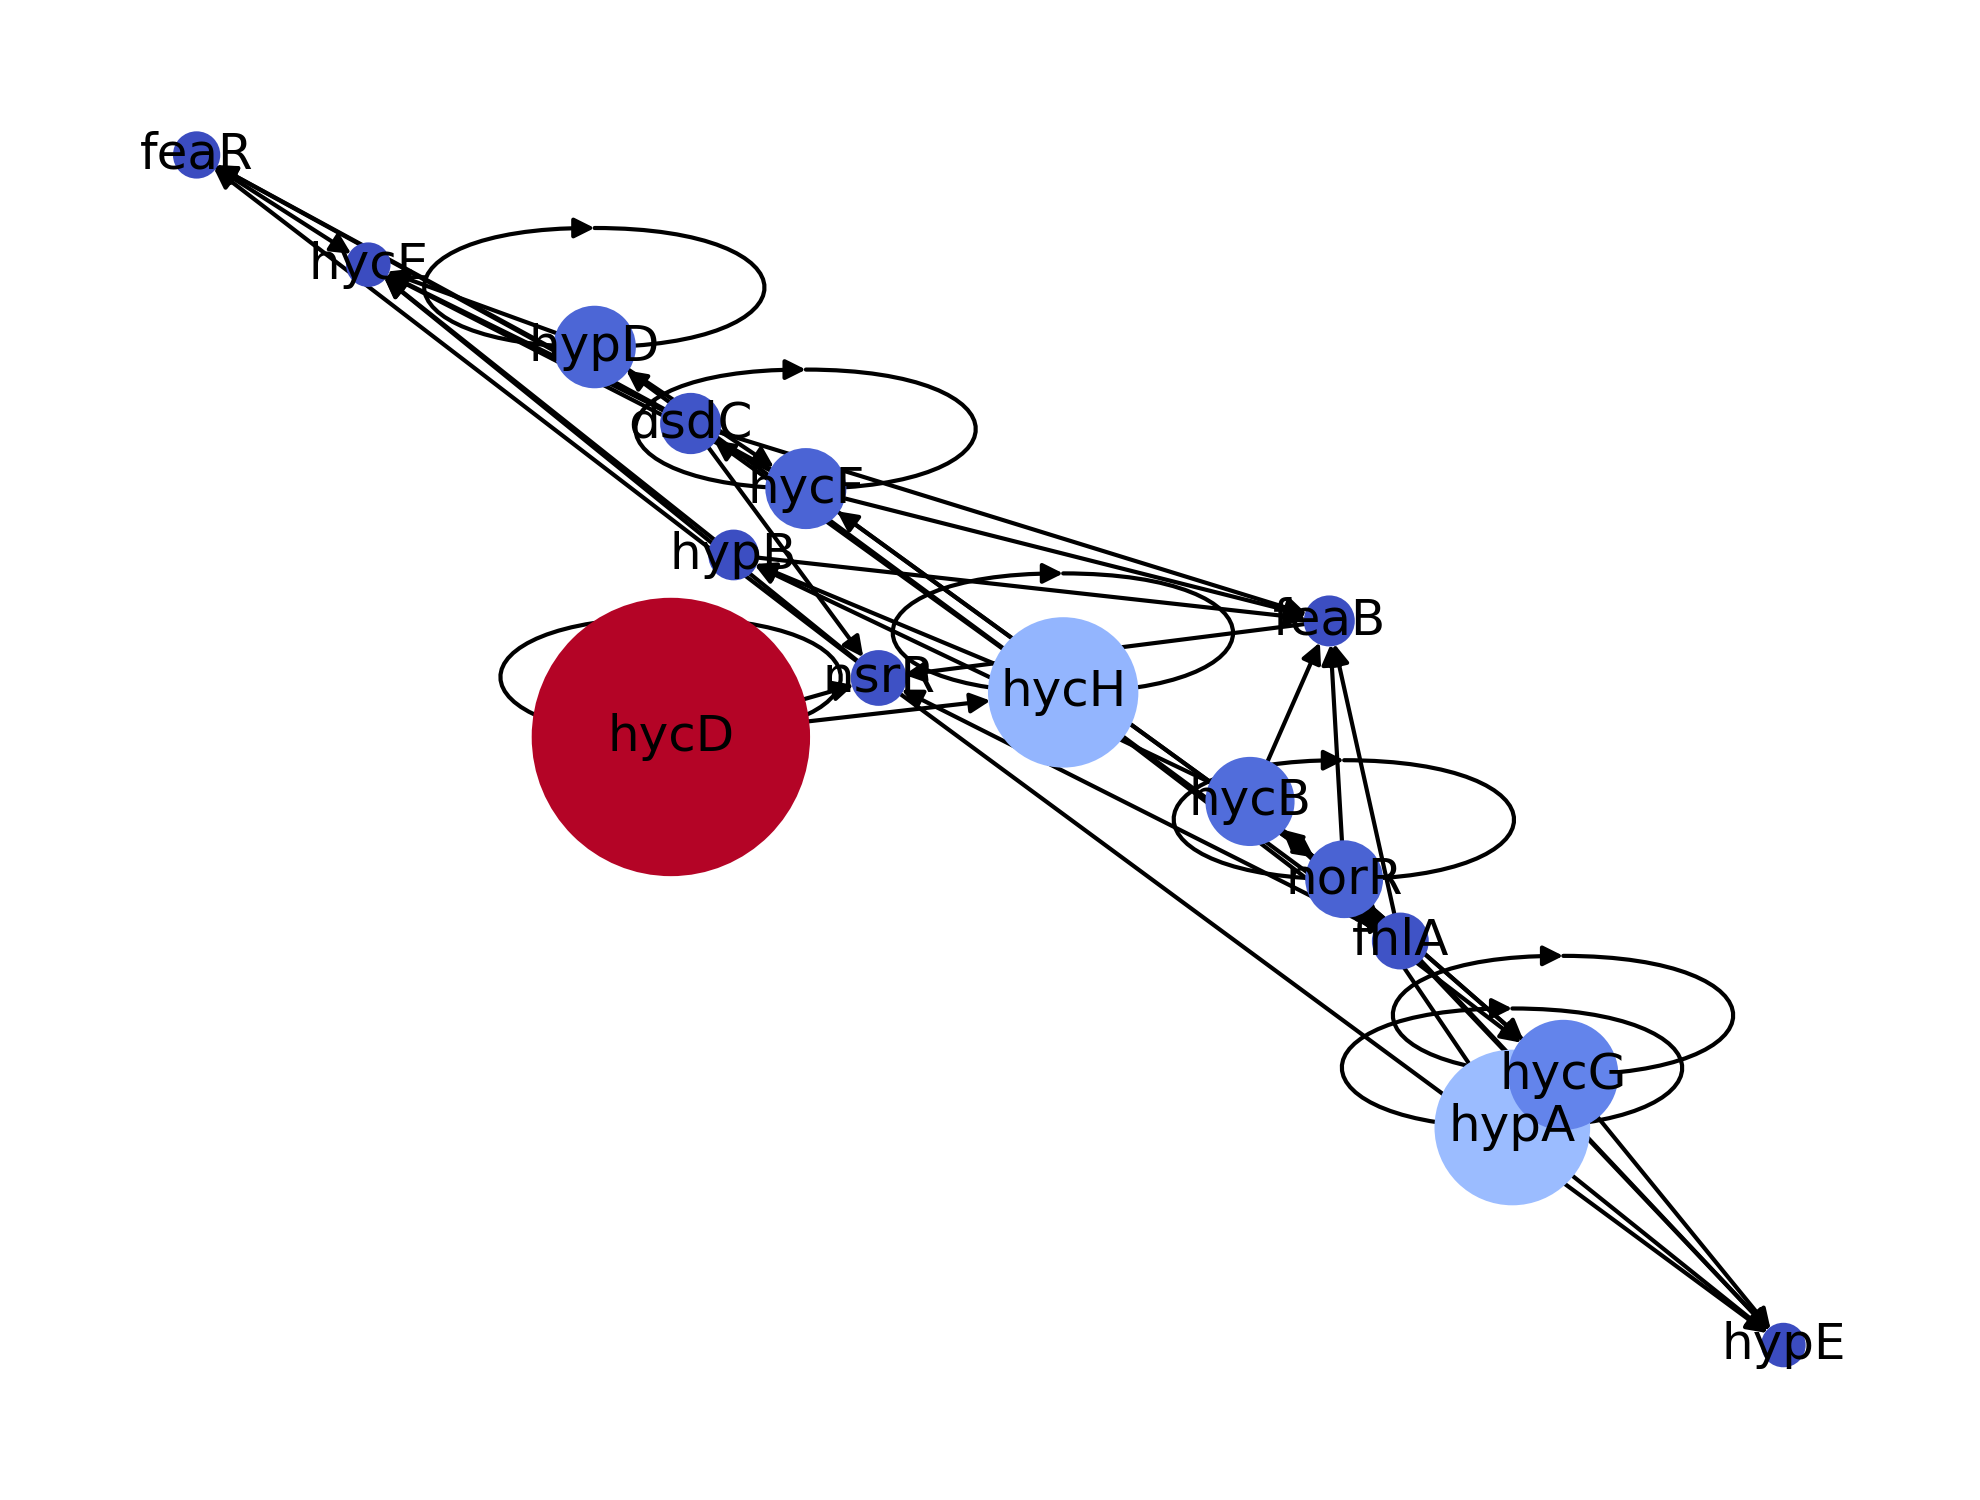 feaR
hycE
hypD
dsdC
hycF
hypB
feaB
nsrR
hycH
hycD
hycB
norR
fhlA
hycG
hypA
hypE